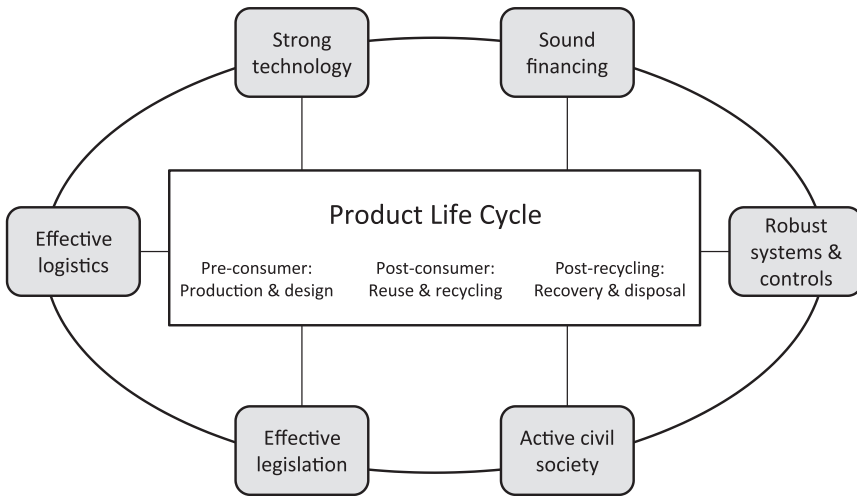 Strong
technology
Sound
financing
Effective
logistics
Product Life Cycle
Pre-consumer:
Production & design
Post-consumer:
Reuse & recycling
Post-recycling:
Recovery & disposal
Robust
systems &
controls
Effective
legislation
Active civil
society